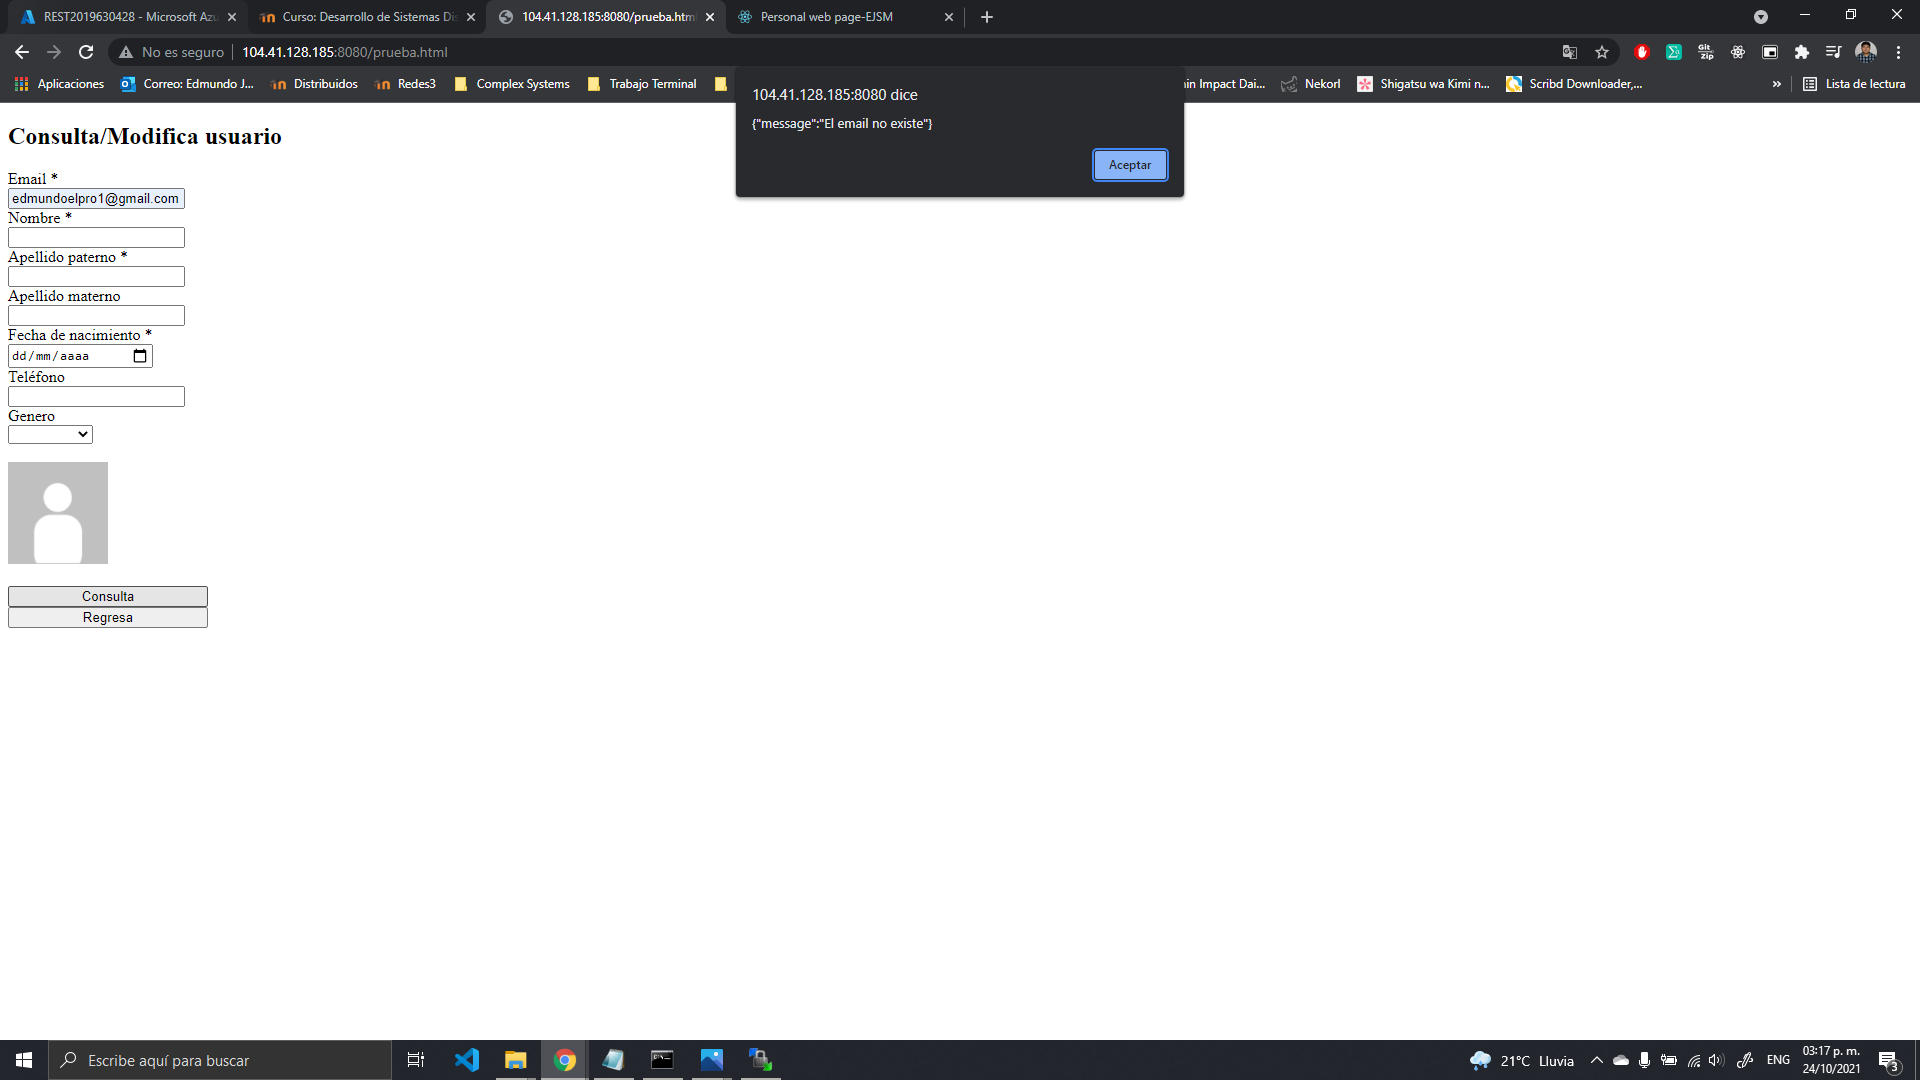 REST2019630428 - Microsoft Azu
Curso: Desarrollo de Sistemas Dis
104.41.128.185:8080/prueba.htm
Personal web page-EJSM
No es seguro
104.41.128.185:8080/prueba.html
Aplicaciones
Correo: Edmundo J...
Distribuidos
Redes3
Complex Systems
Trabajo Terminal
in Impact Dai...
Nekorl
Shigatsu wa Kimi n...
Scribd Downloader,...
»
Lista de lectura
104.41.128.185:8080 dice
{"message":"El email no existe"}
Aceptar
Consulta/Modifica usuario
Email *
edmundoelpro1@gmail.com
Nombre *
Apellido paterno *
Apellido materno
Fecha de nacimiento *
dd/mm/aaaa
Teléfono
Genero
Consulta
Regresa
Escribe aquí para buscar
21°C Lluvia
ENG
03:17 p. m.
24/10/2021
3